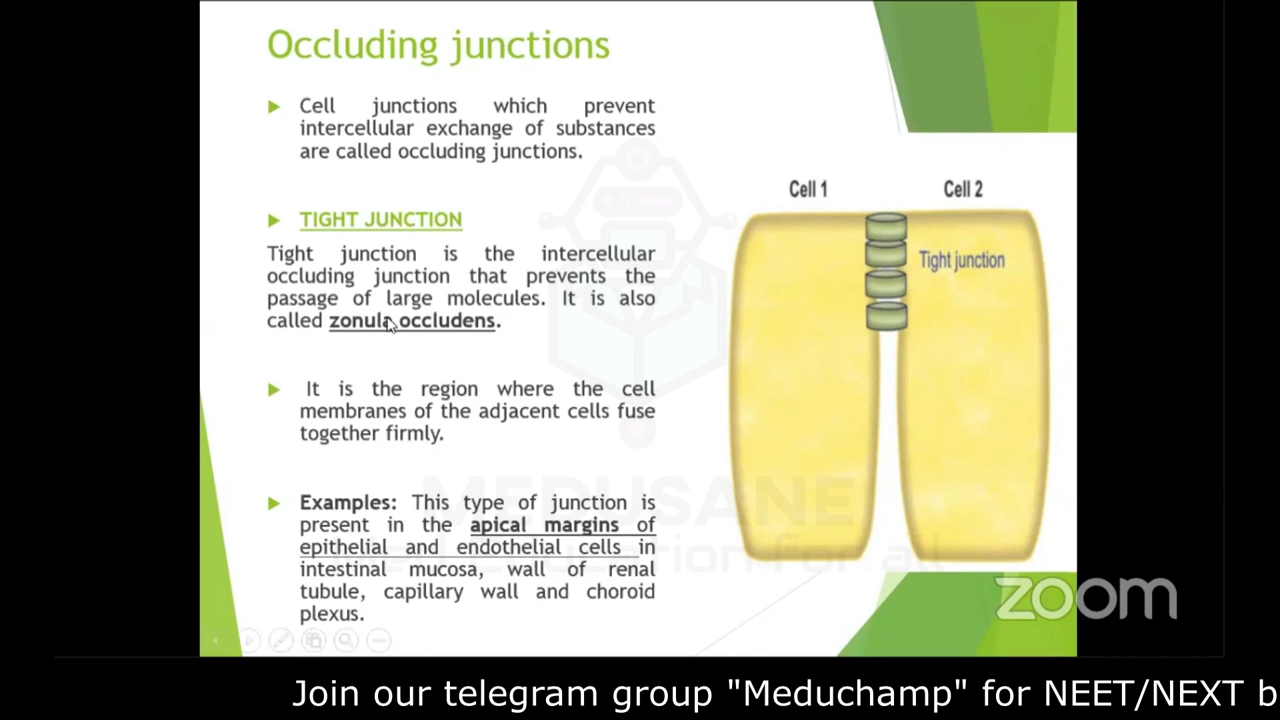 Occluding junctions
Cell junctions which prevent
intercellular exchange of substances
are called occluding junctions.
TIGHT JUNCTION
Tight junction is the intercellular
occluding junction that prevents the
passage of large molecules. It is also
called zonula occludens.
It is the region where the cell
membranes of the adjacent cells fuse
together firmly.
Examples: This type of junction is
present in the apical margins of
epithelial and endothelial cells in
intestinal mucosa, wall of renal
tubule, capillary wall and choroid
plexus.
Cell 1
Cell 2
Tight junction
MEDUSANE
education for all
zoom
Join our telegram group "Meduchamp" for NEET/NEXT b